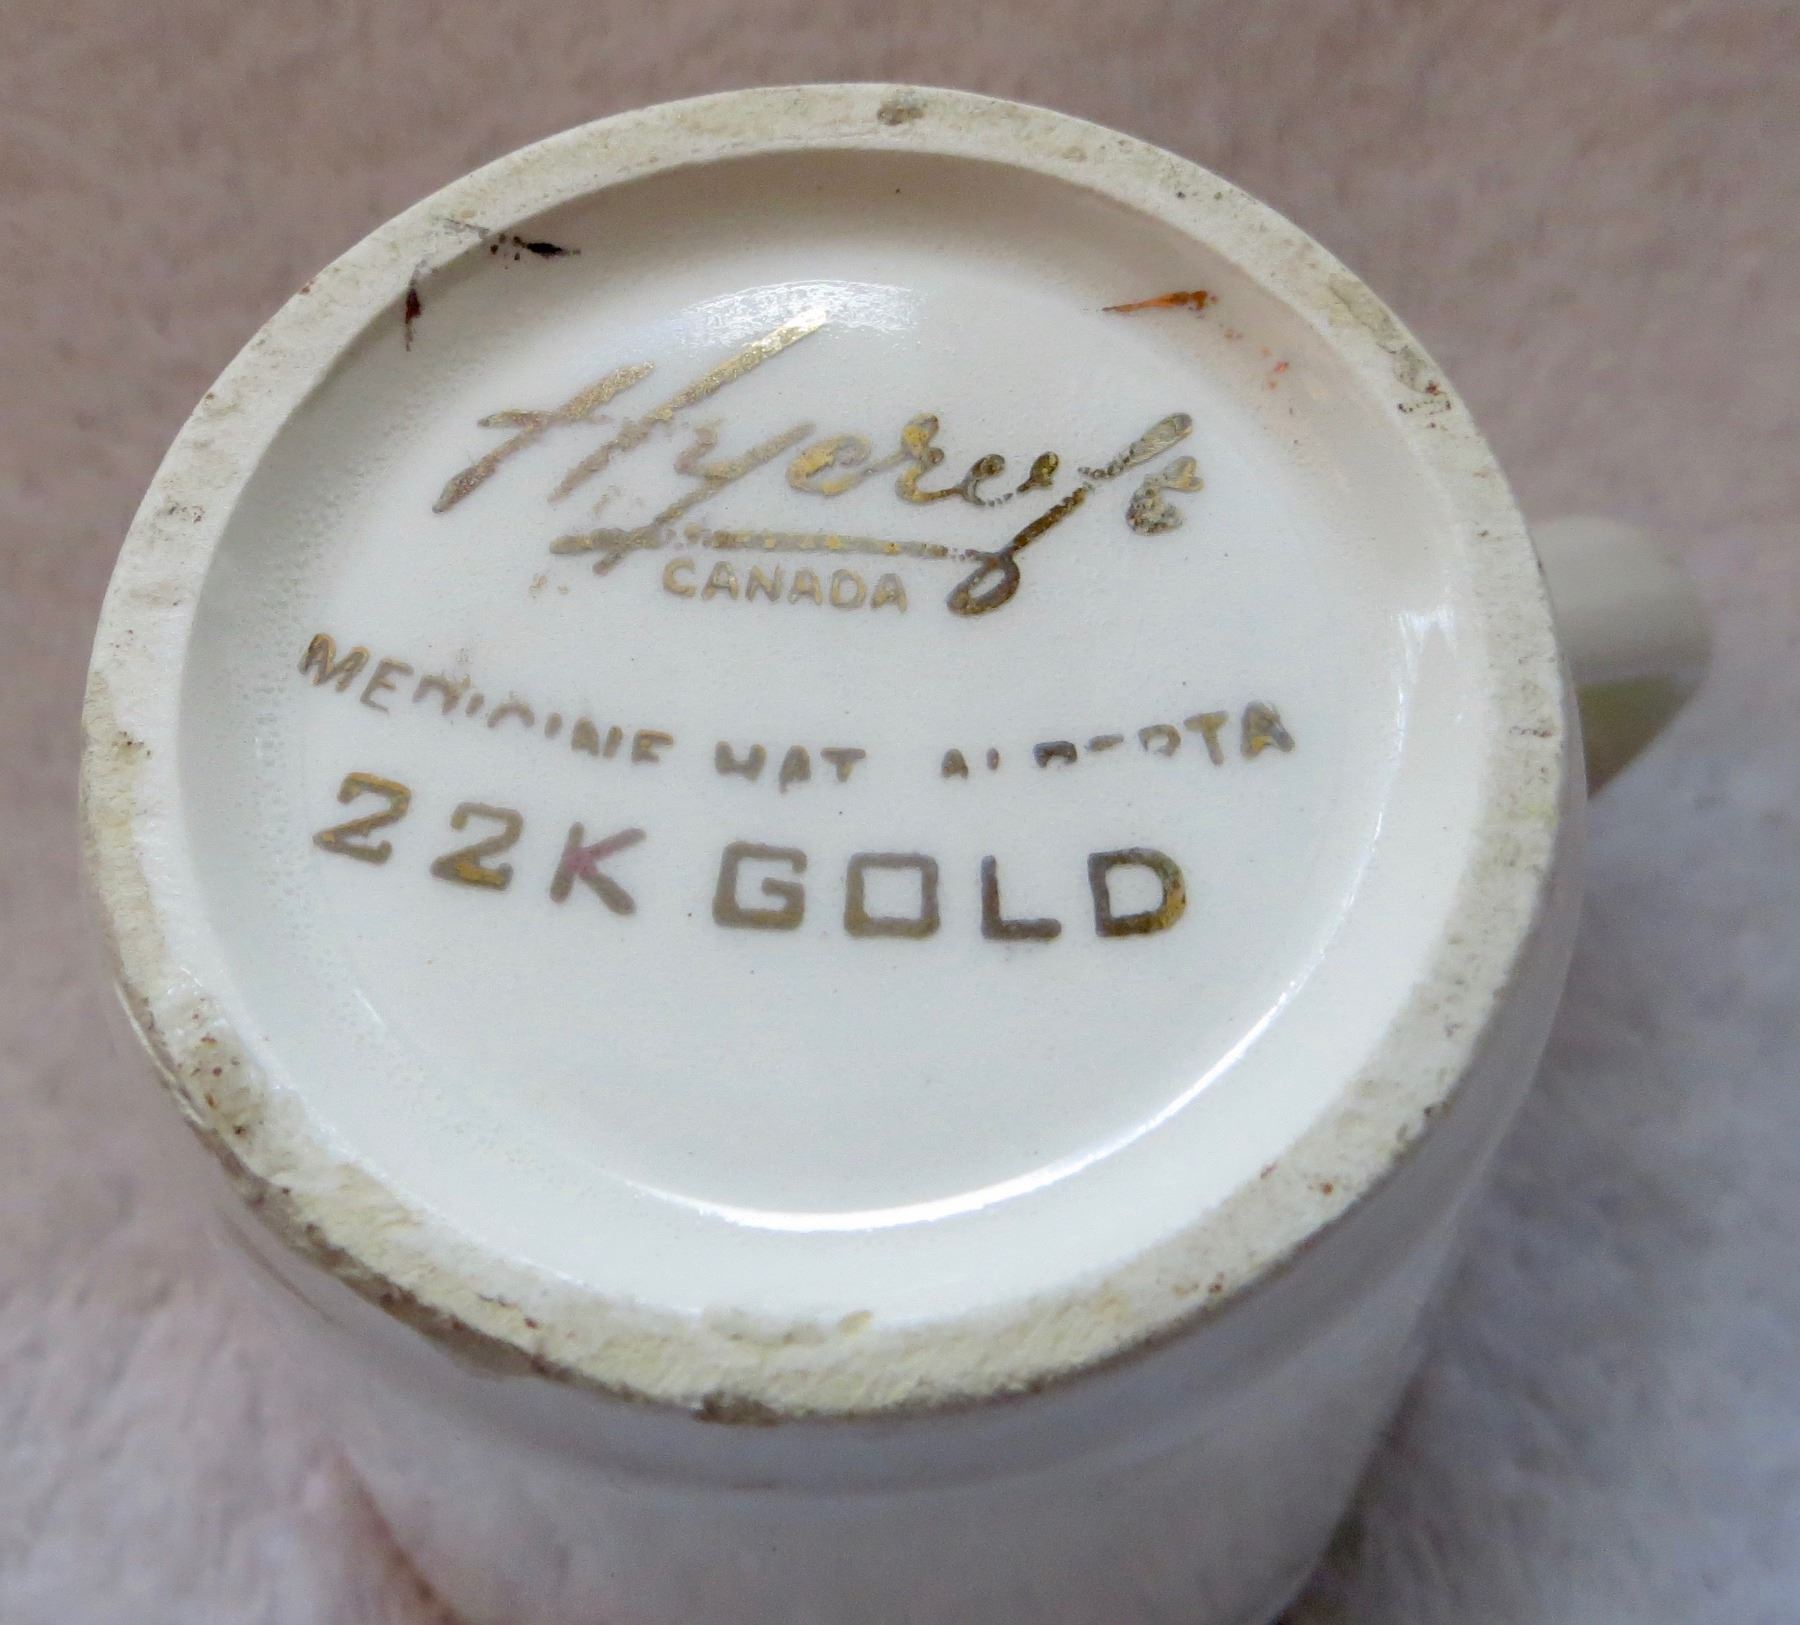 Hycroft
CANADA
MEDICINE HAT ALBERTA
22K GOLD